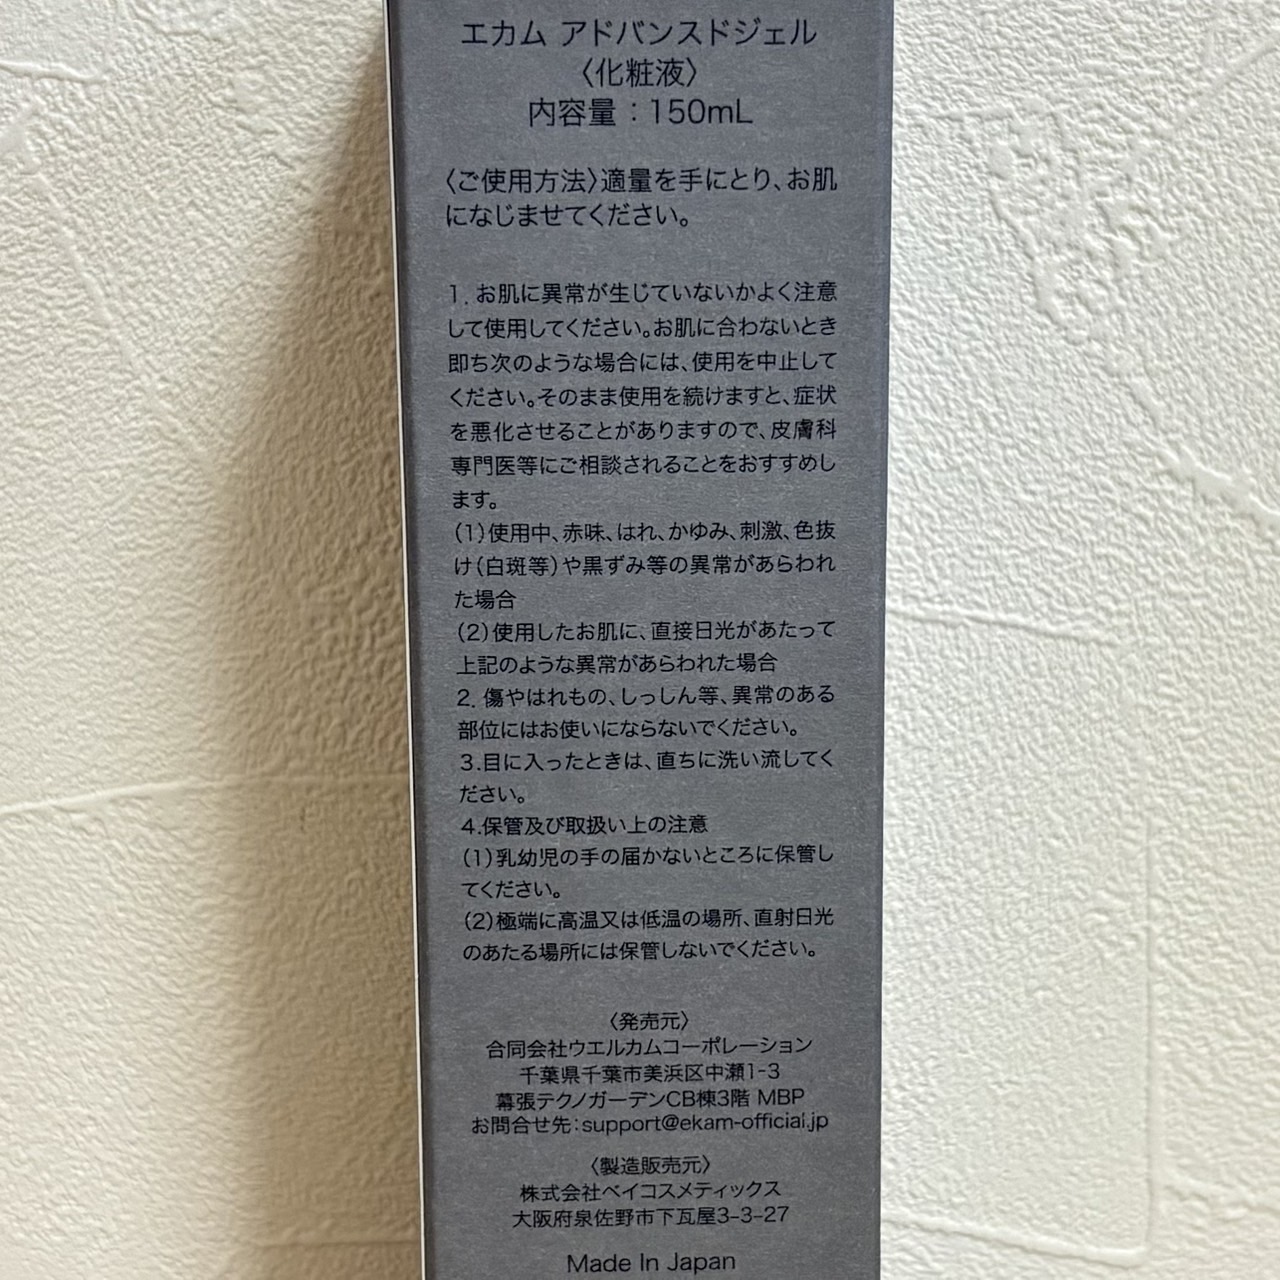 エカム アドバンスドジェル
〈化粧液〉
内容量：150mL
〈ご使用方法〉適量を手にとり、お肌
になじませてください。
1. お肌に異常が生じていないかよく注意
して使用してください。お肌に合わないとき
即ち次のような場合には、使用を中止して
ください。そのまま使用を続けますと、症状
を悪化させることがありますので、皮膚科
専門医等にご相談されることをおすすめし
ます。
(1)使用中、赤味、はれ、かゆみ、刺激、色抜
け(白斑等)や黒ずみ等の異常があらわれ
た場合
(2)使用したお肌に、直接日光があたって
上記のような異常があらわれた場合
2. 傷やはれもの、しっしん等、異常のある
部位にはお使いにならないでください。
3.目に入ったときは、直ちに洗い流してく
ださい。
4.保管及び取扱い上の注意
(1)乳幼児の手の届かないところに保管し
てください。
(2)極端に高温又は低温の場所、直射日光
のあたる場所には保管しないでください。
〈発売元〉
合同会社ウエルカムコーポレーション
千葉県千葉市美浜区中瀬1-3
幕張テクノガーデンCB棟3階 MBP
お問合せ先：support@ekam-official.jp
〈製造販売元〉
株式会社ベイコスメティックス
大阪府泉佐野市下瓦屋3-3-27
Made In Japan